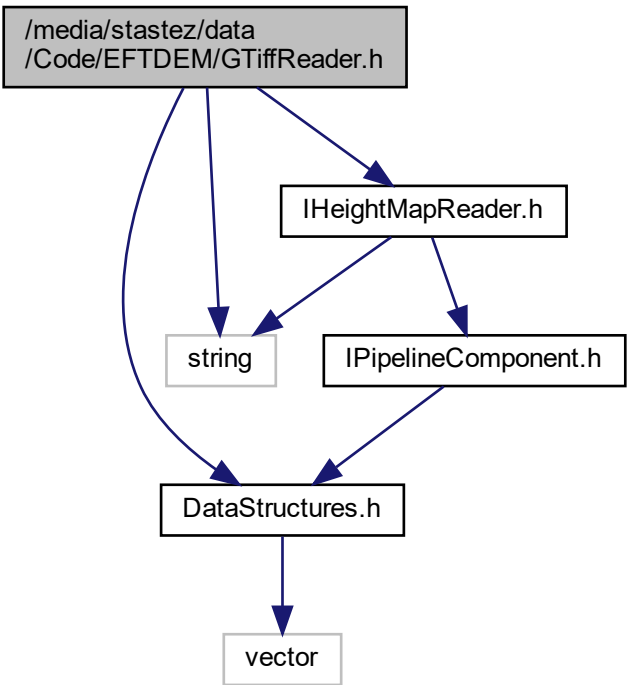 /media/stastez/data
/Code/EFTDEM/GTiffReader.h
IHeightMapReader.h
string
IPipelineComponent.h
DataStructures.h
vector